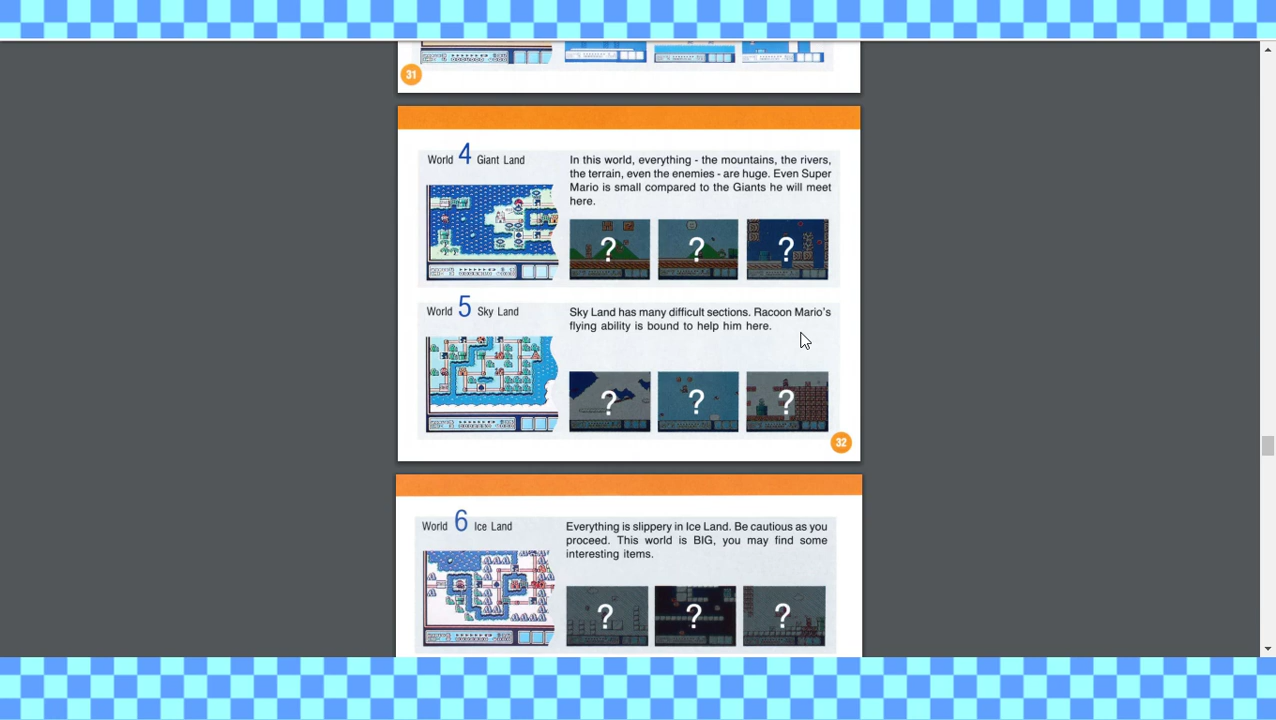 31
World 4 Giant Land
In this world, everything - the mountains, the rivers,
the terrain, even the enemies - are huge. Even Super
Mario is small compared to the Giants he will meet
here.
? ? ?
World 5 Sky Land
Sky Land has many difficult sections. Racoon Mario's
flying ability is bound to help him here.
? ? ?
32
World 6 Ice Land
Everything is slippery in Ice Land. Be cautious as you
proceed. This world is BIG, you may find some
interesting items.
? ? ?